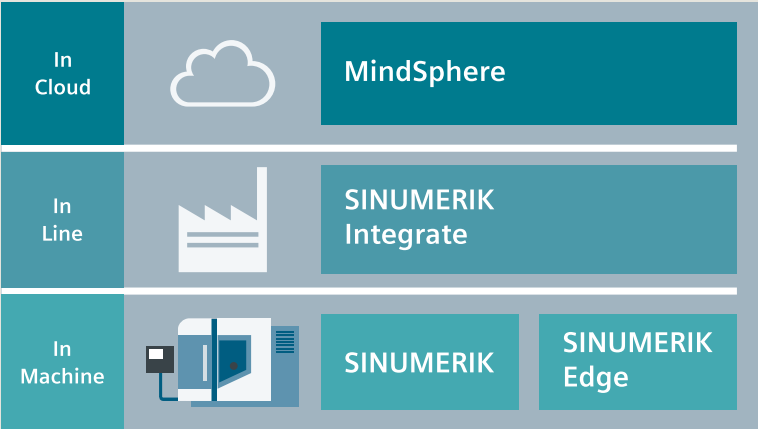 In
Cloud
MindSphere
In
Line
SINUMERIK
Integrate
In
Machine
SINUMERIK
SINUMERIK
Edge